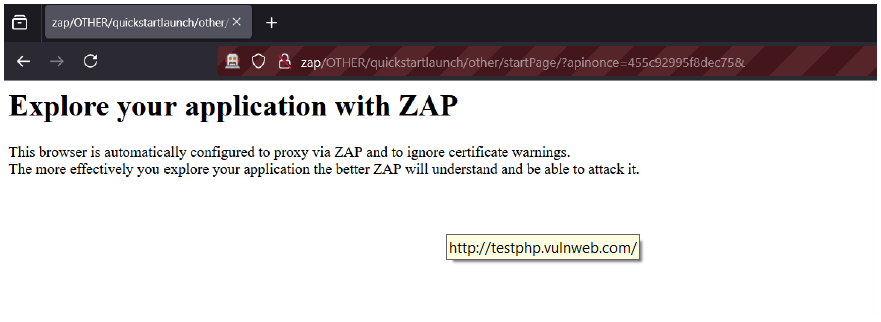 zap/OTHER/quickstartlaunch/other/
zap/OTHER/quickstartlaunch/other/startPage/?apinonce=455c92995f8dec75&
Explore your application with ZAP
This browser is automatically configured to proxy via ZAP and to ignore certificate warnings.
The more effectively you explore your application the better ZAP will understand and be able to attack it.
http://testphp.vulnweb.com/